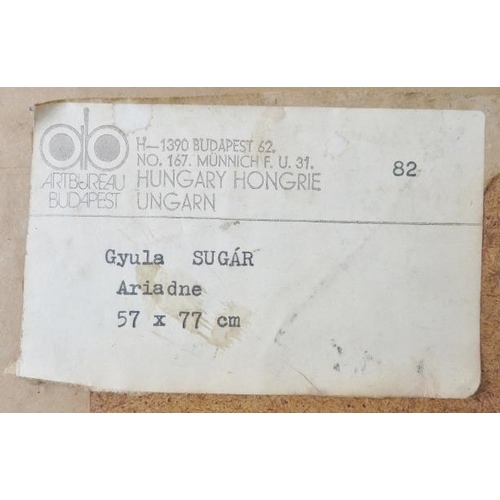 ab
ARTBUREAU
BUDAPEST
H—1390 BUDAPEST 62.
NO. 167. MÜNNICH F. U. 31.
HUNGARY HONGRIE
UNGARN
82
Gyula SUGÁR
Ariadne
57 x 77 cm